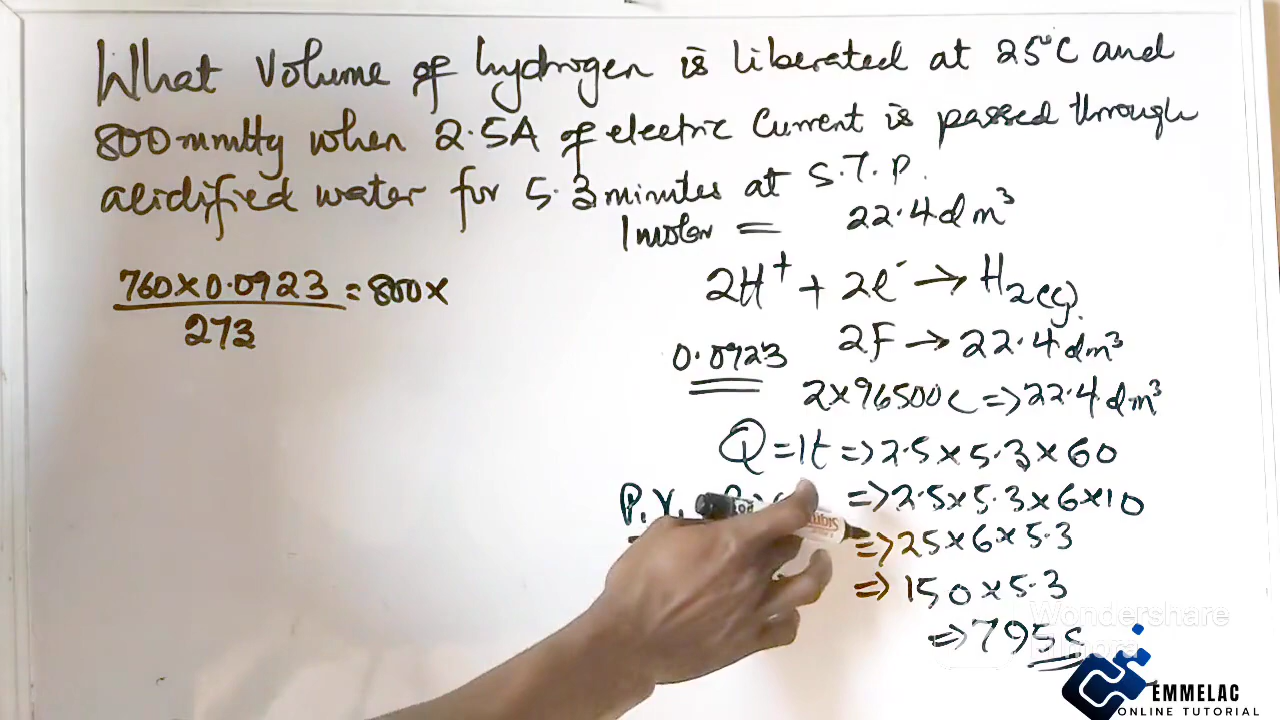 What Volume of hydrogen is liberated at 25°C and
800mmHg when 2.5A of electric Current is passed through
acidified water for 5.3minutes at S.T.P.
1molar = 22.4dm³
2H⁺ + 2e⁻ → H₂(g).
2F → 22.4dm³
0.0923
2×96500C => 22.4dm³
Q = It => 2.5 × 5.3 × 60
P₁V₁
=> 2.5×5.3×6×10
=> 25×6×5.3
=> 150×5.3
=> 795s
760×0.0923 = 800×
273
Wondershare
EMMELAC
ONLINE TUTORIAL